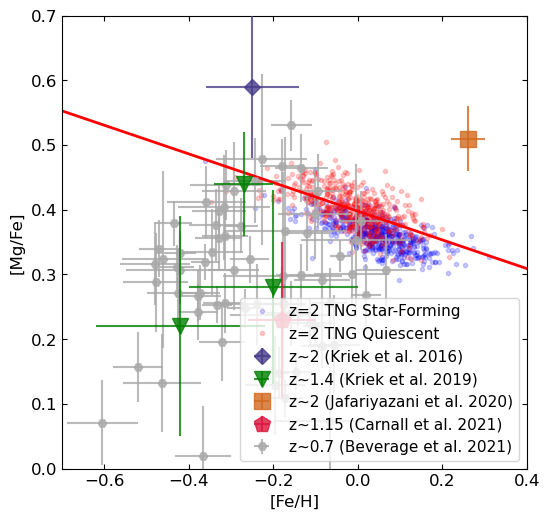 0.7
0.6
0.5
0.4
0.3
0.2
0.1
0.0
[Mg/Fe]
z=2 TNG Star-Forming
z=2 TNG Quiescent
z~2 (Kriek et al. 2016)
z~1.4 (Kriek et al. 2019)
z~2 (Jafariyazani et al. 2020)
z~1.15 (Carnall et al. 2021)
z~0.7 (Beverage et al. 2021)
−0.6 −0.4 −0.2 0.0 0.2 0.4
[Fe/H]